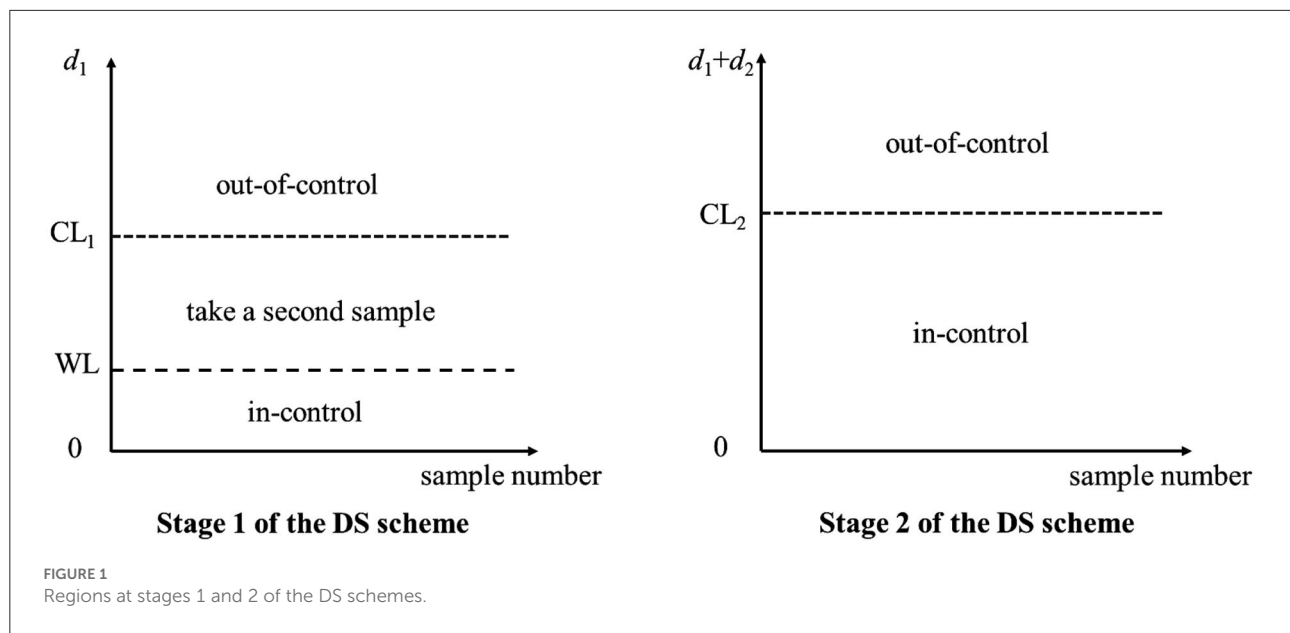 d₁
out-of-control
CL₁
take a second sample
WL
in-control
0
sample number
Stage 1 of the DS scheme
d₁+d₂
out-of-control
CL₂
in-control
0
sample number
Stage 2 of the DS scheme
FIGURE 1
Regions at stages 1 and 2 of the DS schemes.